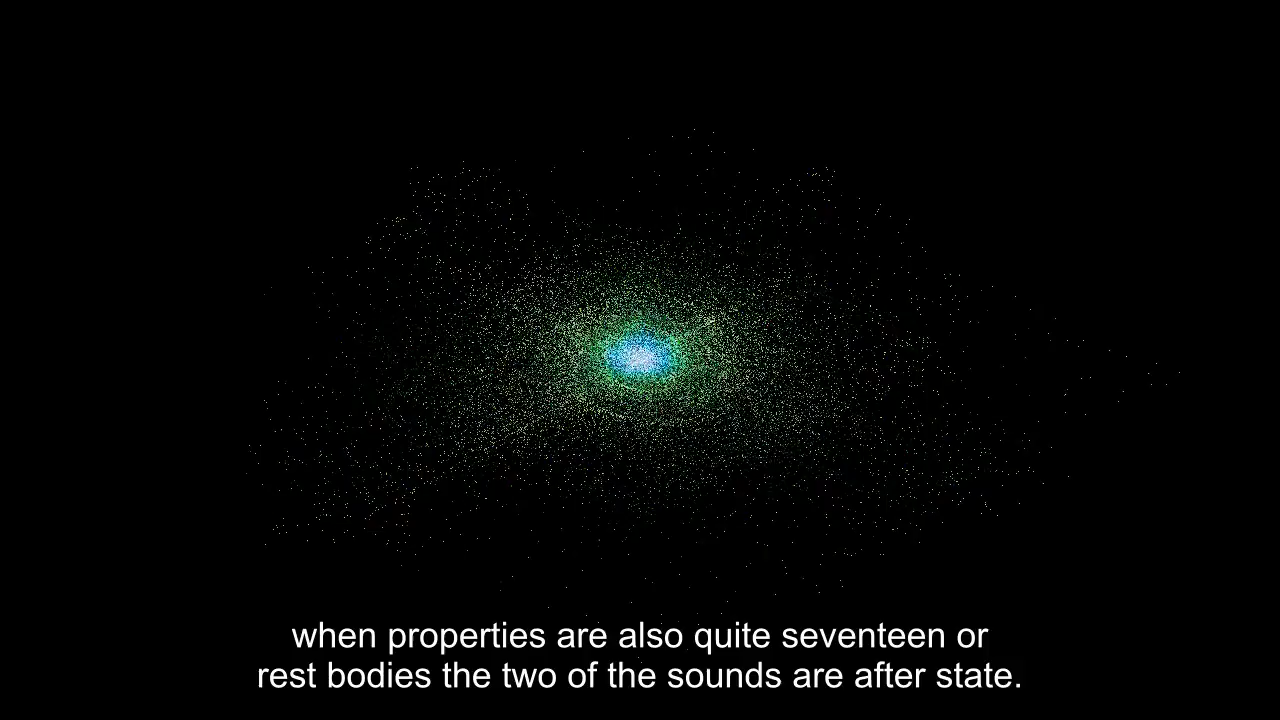 when properties are also quite seventeen or
rest bodies the two of the sounds are after state.